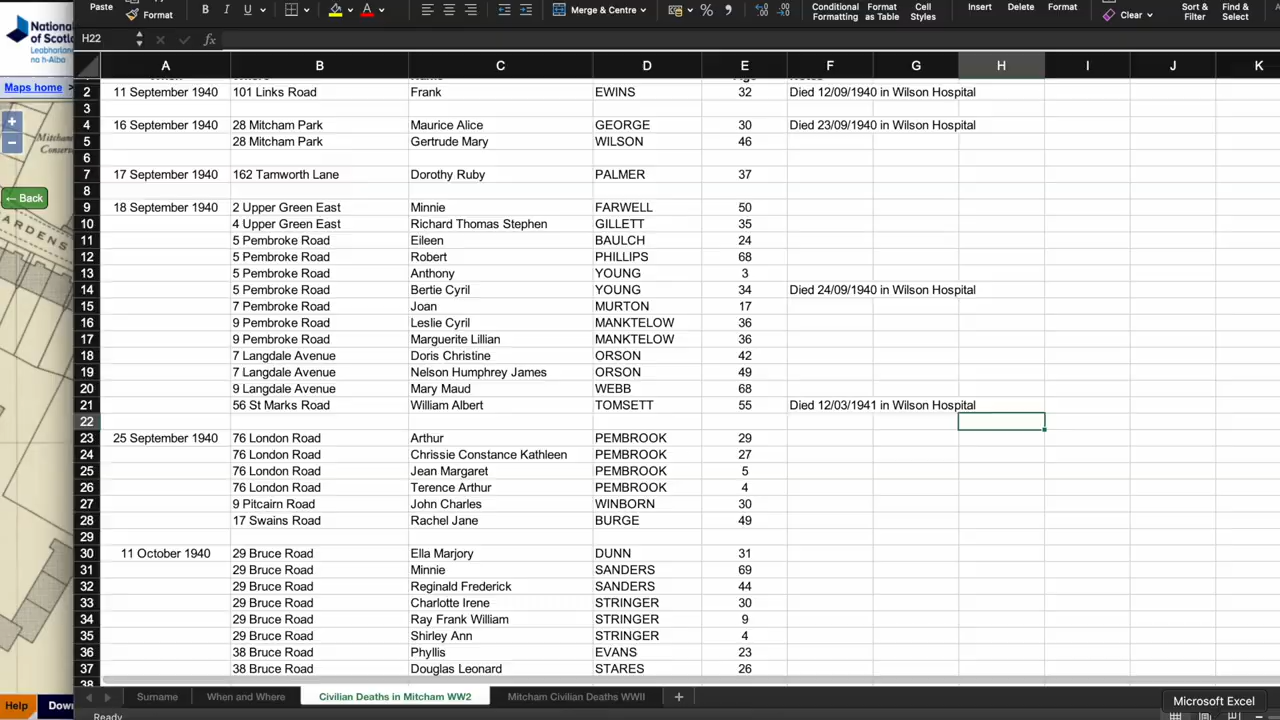 National
of Scotl
Leabharlann
na h-Alba
Maps home >
+
−
Mitcham
Conserv
← Back
ARDENS
Help
Down
Paste
Format
B I U
A
Merge & Centre
%
Conditional Formatting
Format as Table
Cell Styles
Insert
Delete
Format
Clear
Sort & Filter
Find & Select
H22
fx
A B C D E F G H I J K
2 11 September 1940 101 Links Road Frank EWINS 32 Died 12/09/1940 in Wilson Hospital
3
4 16 September 1940 28 Mitcham Park Maurice Alice GEORGE 30 Died 23/09/1940 in Wilson Hospital
5 28 Mitcham Park Gertrude Mary WILSON 46
6
7 17 September 1940 162 Tamworth Lane Dorothy Ruby PALMER 37
8
9 18 September 1940 2 Upper Green East Minnie FARWELL 50
10 4 Upper Green East Richard Thomas Stephen GILLETT 35
11 5 Pembroke Road Eileen BAULCH 24
12 5 Pembroke Road Robert PHILLIPS 68
13 5 Pembroke Road Anthony YOUNG 3
14 5 Pembroke Road Bertie Cyril YOUNG 34 Died 24/09/1940 in Wilson Hospital
15 7 Pembroke Road Joan MURTON 17
16 9 Pembroke Road Leslie Cyril MANKTELOW 36
17 9 Pembroke Road Marguerite Lillian MANKTELOW 36
18 7 Langdale Avenue Doris Christine ORSON 42
19 7 Langdale Avenue Nelson Humphrey James ORSON 49
20 9 Langdale Avenue Mary Maud WEBB 68
21 56 St Marks Road William Albert TOMSETT 55 Died 12/03/1941 in Wilson Hospital
22
23 25 September 1940 76 London Road Arthur PEMBROOK 29
24 76 London Road Chrissie Constance Kathleen PEMBROOK 27
25 76 London Road Jean Margaret PEMBROOK 5
26 76 London Road Terence Arthur PEMBROOK 4
27 9 Pitcairn Road John Charles WINBORN 30
28 17 Swains Road Rachel Jane BURGE 49
29
30 11 October 1940 29 Bruce Road Ella Marjory DUNN 31
31 29 Bruce Road Minnie SANDERS 69
32 29 Bruce Road Reginald Frederick SANDERS 44
33 29 Bruce Road Charlotte Irene STRINGER 30
34 29 Bruce Road Ray Frank William STRINGER 9
35 29 Bruce Road Shirley Ann STRINGER 4
36 38 Bruce Road Phyllis EVANS 23
37 38 Bruce Road Douglas Leonard STARES 26
38
Surname
When and Where
Civilian Deaths in Mitcham WW2
Mitcham Civilian Deaths WWII
+
Microsoft Excel
Ready